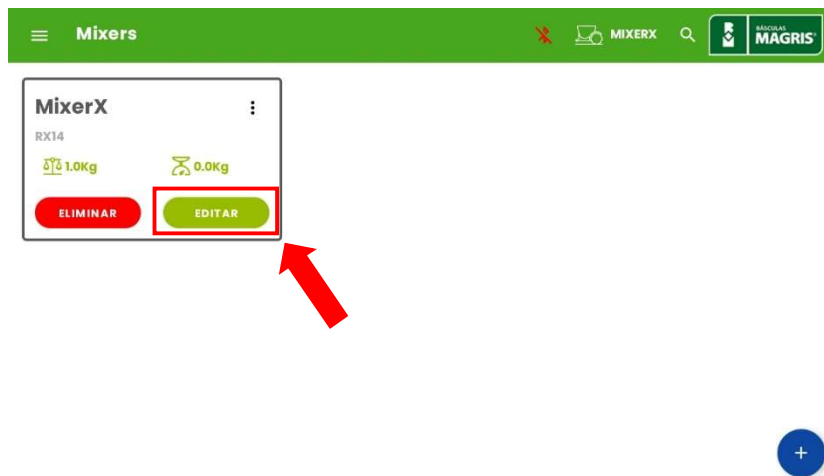 Mixers
MIXERX
BÁSCULAS
MAGRIS
MixerX
RX14
1.0Kg
0.0Kg
ELIMINAR
EDITAR
+